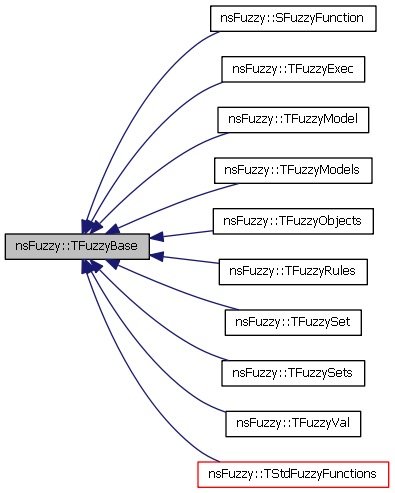 nsFuzzy::SFuzzyFunction
nsFuzzy::TFuzzyExec
nsFuzzy::TFuzzyModel
nsFuzzy::TFuzzyModels
nsFuzzy::TFuzzyObjects
nsFuzzy::TFuzzyBase
nsFuzzy::TFuzzyRules
nsFuzzy::TFuzzySet
nsFuzzy::TFuzzySets
nsFuzzy::TFuzzyVal
nsFuzzy::TStdFuzzyFunctions